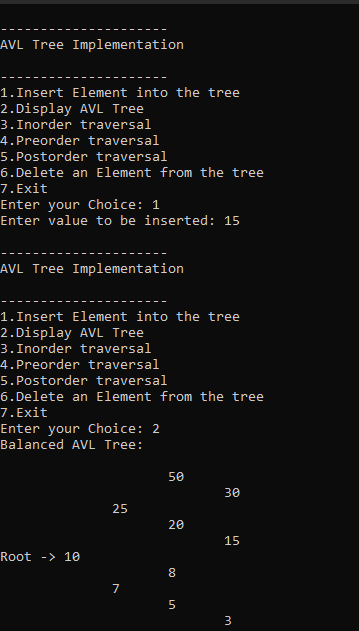 ---------------------
AVL Tree Implementation
---------------------
1.Insert Element into the tree
2.Display AVL Tree
3.Inorder traversal
4.Preorder traversal
5.Postorder traversal
6.Delete an Element from the tree
7.Exit
Enter your Choice: 1
Enter value to be inserted: 15
---------------------
AVL Tree Implementation
---------------------
1.Insert Element into the tree
2.Display AVL Tree
3.Inorder traversal
4.Preorder traversal
5.Postorder traversal
6.Delete an Element from the tree
7.Exit
Enter your Choice: 2
Balanced AVL Tree:
50
30
25
20
15
Root -> 10
8
7
5
3